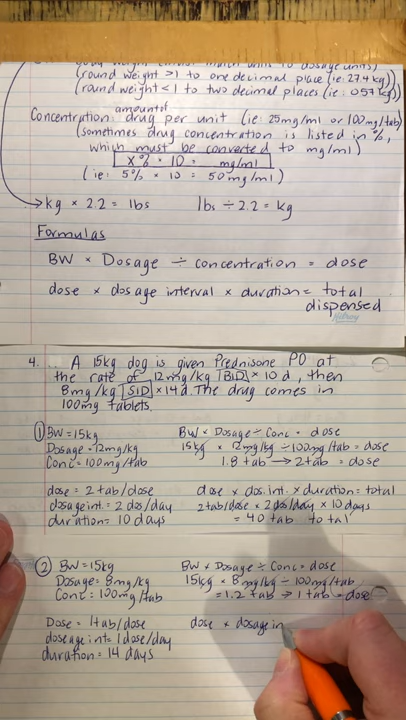 (round weight >1 to one decimal place (ie: 27.4 kg))
(round weight <1 to two decimal places (ie: 0.57 kg))
Concentration: amount of drug per unit (ie: 25mg/ml or 100mg/tab)
(sometimes drug concentration is listed in %,
which must be converted to mg/ml)
x% × 10 = mg/ml
(ie: 5% × 10 = 50mg/ml)
kg × 2.2 = lbs lbs ÷ 2.2 = kg
Formulas
BW × Dosage ÷ concentration = dose
dose × dosage interval × duration = total
dispensed
Hilroy
4. A 15kg dog is given Prednisone PO at
the rate of 12mg/kg BID × 10 d, then
8mg/kg SID × 14 d. The drug comes in
100mg tablets.
① BW = 15kg BW × Dosage ÷ Conc = dose
Dosage = 12mg/kg 15kg × 12mg/kg ÷ 100mg/tab = dose
Conc = 100mg/tab 1.8 tab → 2 tab = dose
dose = 2 tab/dose dose × dos. int. × duration = total
dosage int = 2 dos/day 2 tab/dose × 2 dos/day × 10 days
duration = 10 days = 40 tab total
② BW = 15kg BW × Dosage ÷ Conc = dose
Dosage = 8mg/kg 15kg × 8mg/kg ÷ 100mg/tab
Conc = 100mg/tab = 1.2 tab → 1 tab = dose
Dose = 1 tab/dose dose × dosage in
dosage int = 1 dose/day
duration = 14 days